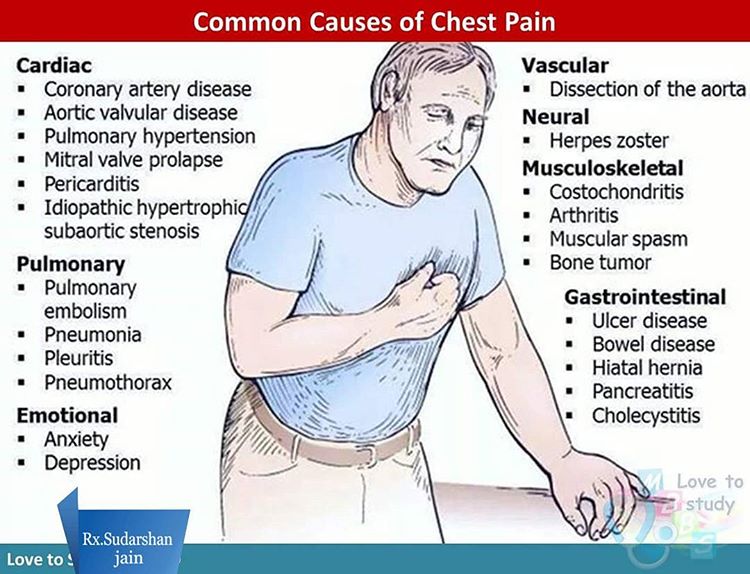 Common Causes of Chest Pain
Cardiac
▪ Coronary artery disease
▪ Aortic valvular disease
▪ Pulmonary hypertension
▪ Mitral valve prolapse
▪ Pericarditis
▪ Idiopathic hypertrophic
subaortic stenosis
Pulmonary
▪ Pulmonary
embolism
▪ Pneumonia
▪ Pleuritis
▪ Pneumothorax
Emotional
▪ Anxiety
▪ Depression
Vascular
▪ Dissection of the aorta
Neural
▪ Herpes zoster
Musculoskeletal
▪ Costochondritis
▪ Arthritis
▪ Muscular spasm
▪ Bone tumor
Gastrointestinal
▪ Ulcer disease
▪ Bowel disease
▪ Hiatal hernia
▪ Pancreatitis
▪ Cholecystitis
Love to
study
MBBS
Rx.Sudarshan
jain
Love to